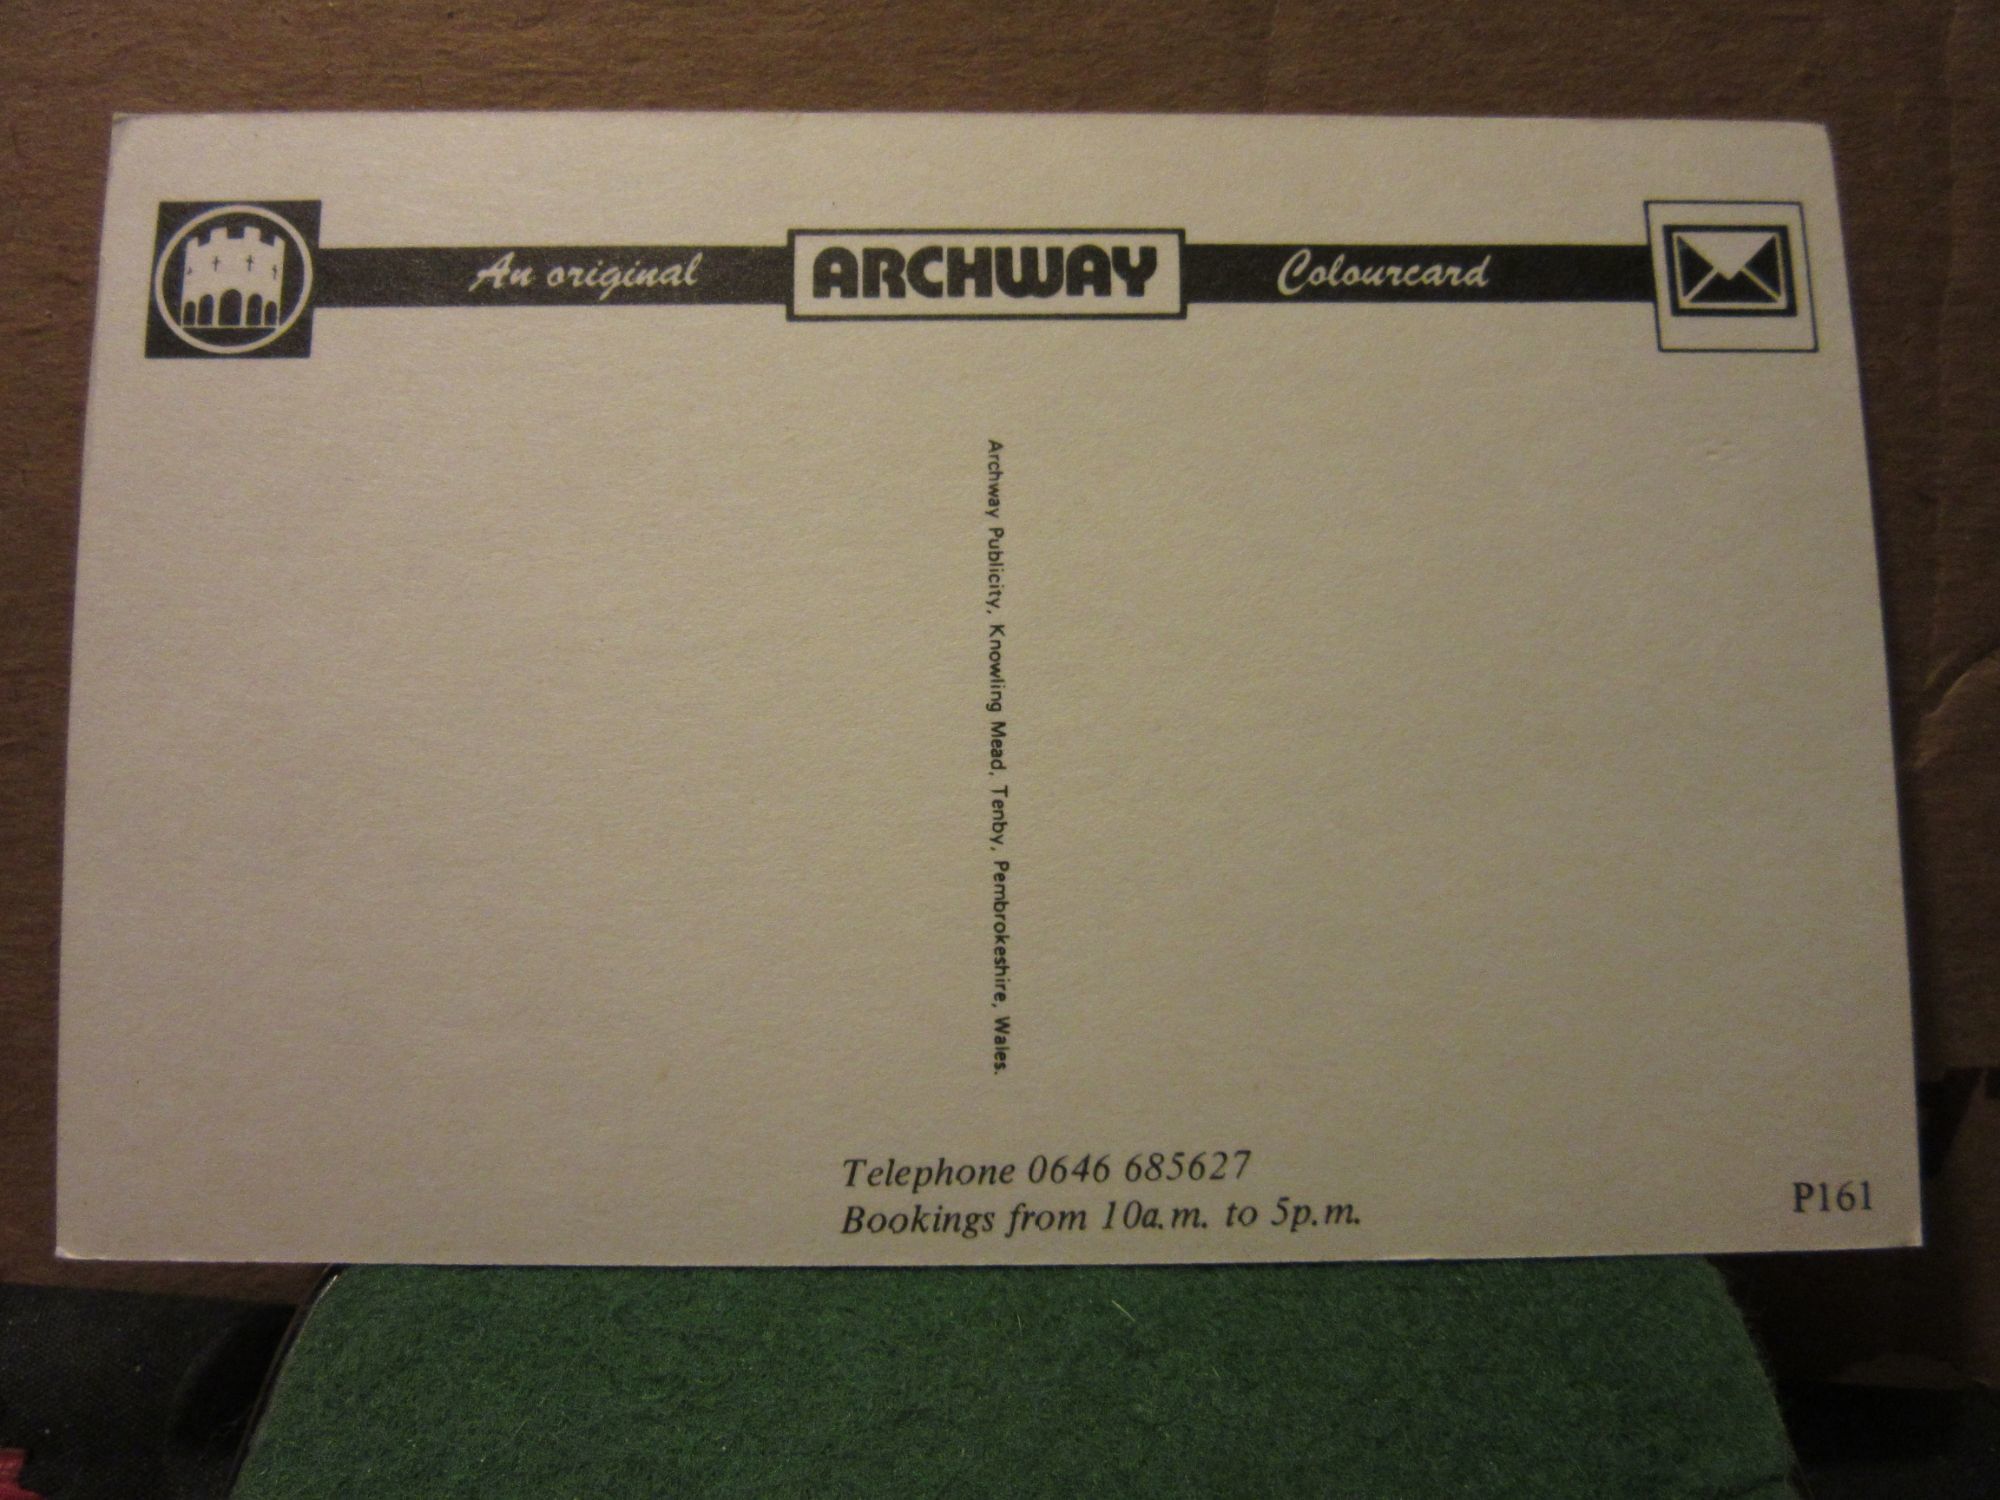 An original ARCHWAY Colourcard
Archway Publicity, Knowling Mead, Tenby, Pembrokeshire, Wales.
Telephone 0646 685627
Bookings from 10a.m. to 5p.m.
P161